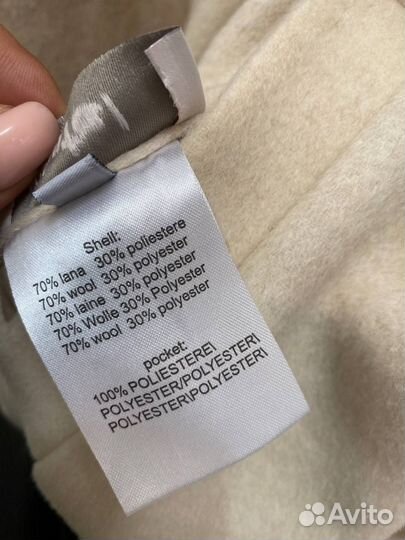 Shell:
70% lana 30% poliestere
70% wool 30% polyester
70% laine 30% polyester
70% Wolle 30% Polyester
70% wool 30% polyester
pocket:
100% POLIESTERE\
POLYESTER/POLYESTER\
POLYESTER\POLYESTER\
Avito